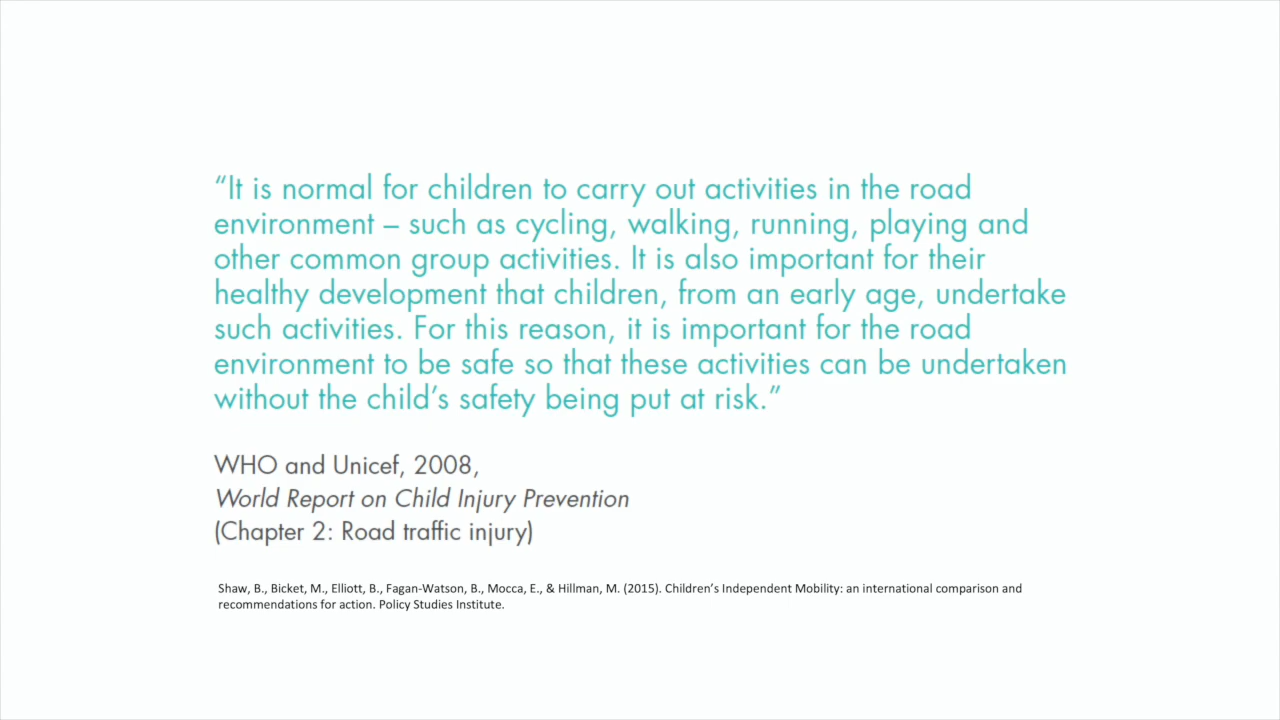 “It is normal for children to carry out activities in the road
environment – such as cycling, walking, running, playing and
other common group activities. It is also important for their
healthy development that children, from an early age, undertake
such activities. For this reason, it is important for the road
environment to be safe so that these activities can be undertaken
without the child’s safety being put at risk.”
WHO and Unicef, 2008,
World Report on Child Injury Prevention
(Chapter 2: Road traffic injury)
Shaw, B., Bicket, M., Elliott, B., Fagan-Watson, B., Mocca, E., & Hillman, M. (2015). Children’s Independent Mobility: an international comparison and
recommendations for action. Policy Studies Institute.